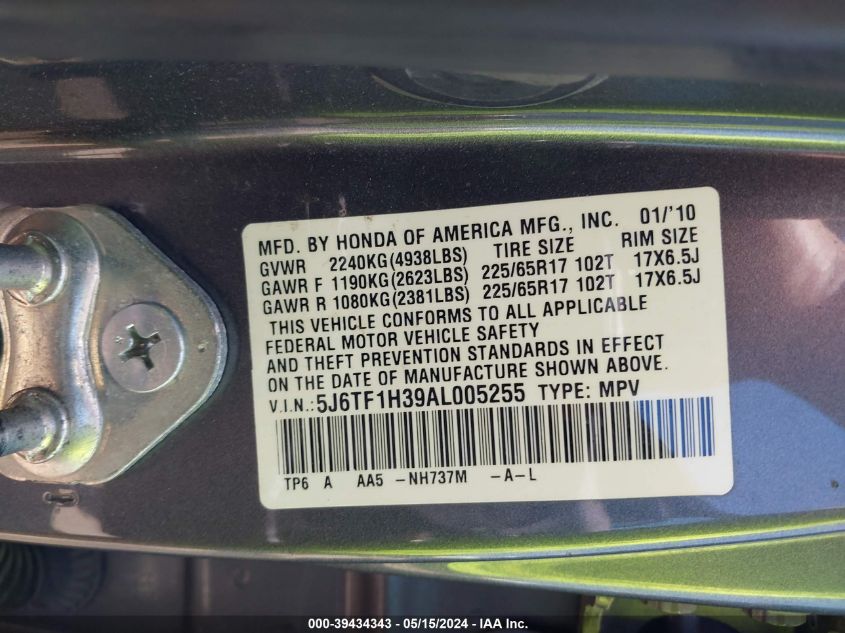 MFD. BY HONDA OF AMERICA MFG., INC. 01/'10
GVWR 2240KG(4938LBS) TIRE SIZE RIM SIZE
GAWR F 1190KG(2623LBS) 225/65R17 102T 17X6.5J
GAWR R 1080KG(2381LBS) 225/65R17 102T 17X6.5J
THIS VEHICLE CONFORMS TO ALL APPLICABLE
FEDERAL MOTOR VEHICLE SAFETY
AND THEFT PREVENTION STANDARDS IN EFFECT
ON THE DATE OF MANUFACTURE SHOWN ABOVE.
V.I.N.:5J6TF1H39AL005255 TYPE: MPV
TP6 A AA5 -NH737M -A-L
000-39434343 / 05/15/2024 - IAA Inc.